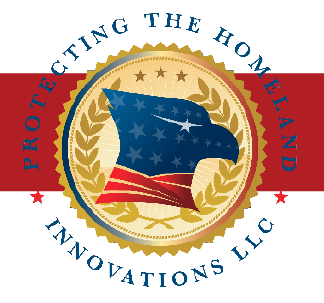 PROTECTING THE HOMELAND
INNOVATIONS LLC